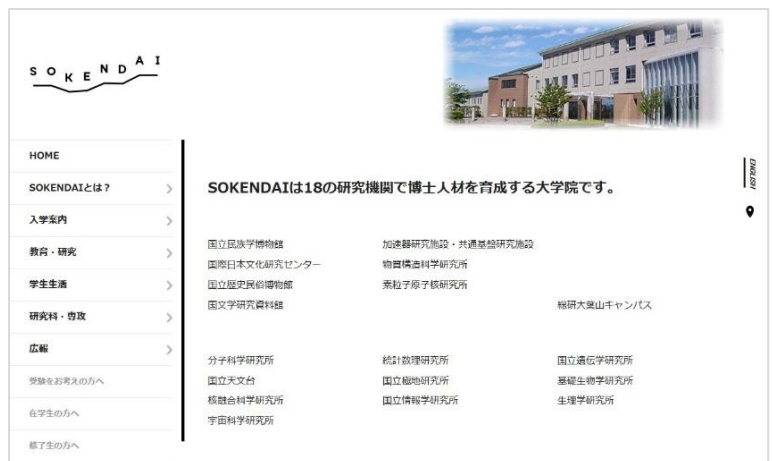 SOKENDAI
HOME
SOKENDAIとは?
入学案内
教育・研究
学生生活
研究科・専攻
広報
受験をお考えの方へ
在学生の方へ
修了生の方へ
ENGLISH
SOKENDAIは18の研究機関で博士人材を育成する大学院です。
国立民族学博物館
国際日本文化研究センター
国立歴史民俗博物館
国文学研究資料館
加速器研究施設・共通基盤研究施設
物質構造科学研究所
素粒子原子核研究所
総研大葉山キャンパス
分子科学研究所
国立天文台
核融合科学研究所
宇宙科学研究所
統計数理研究所
国立極地研究所
国立情報学研究所
国立遺伝学研究所
基礎生物学研究所
生理学研究所